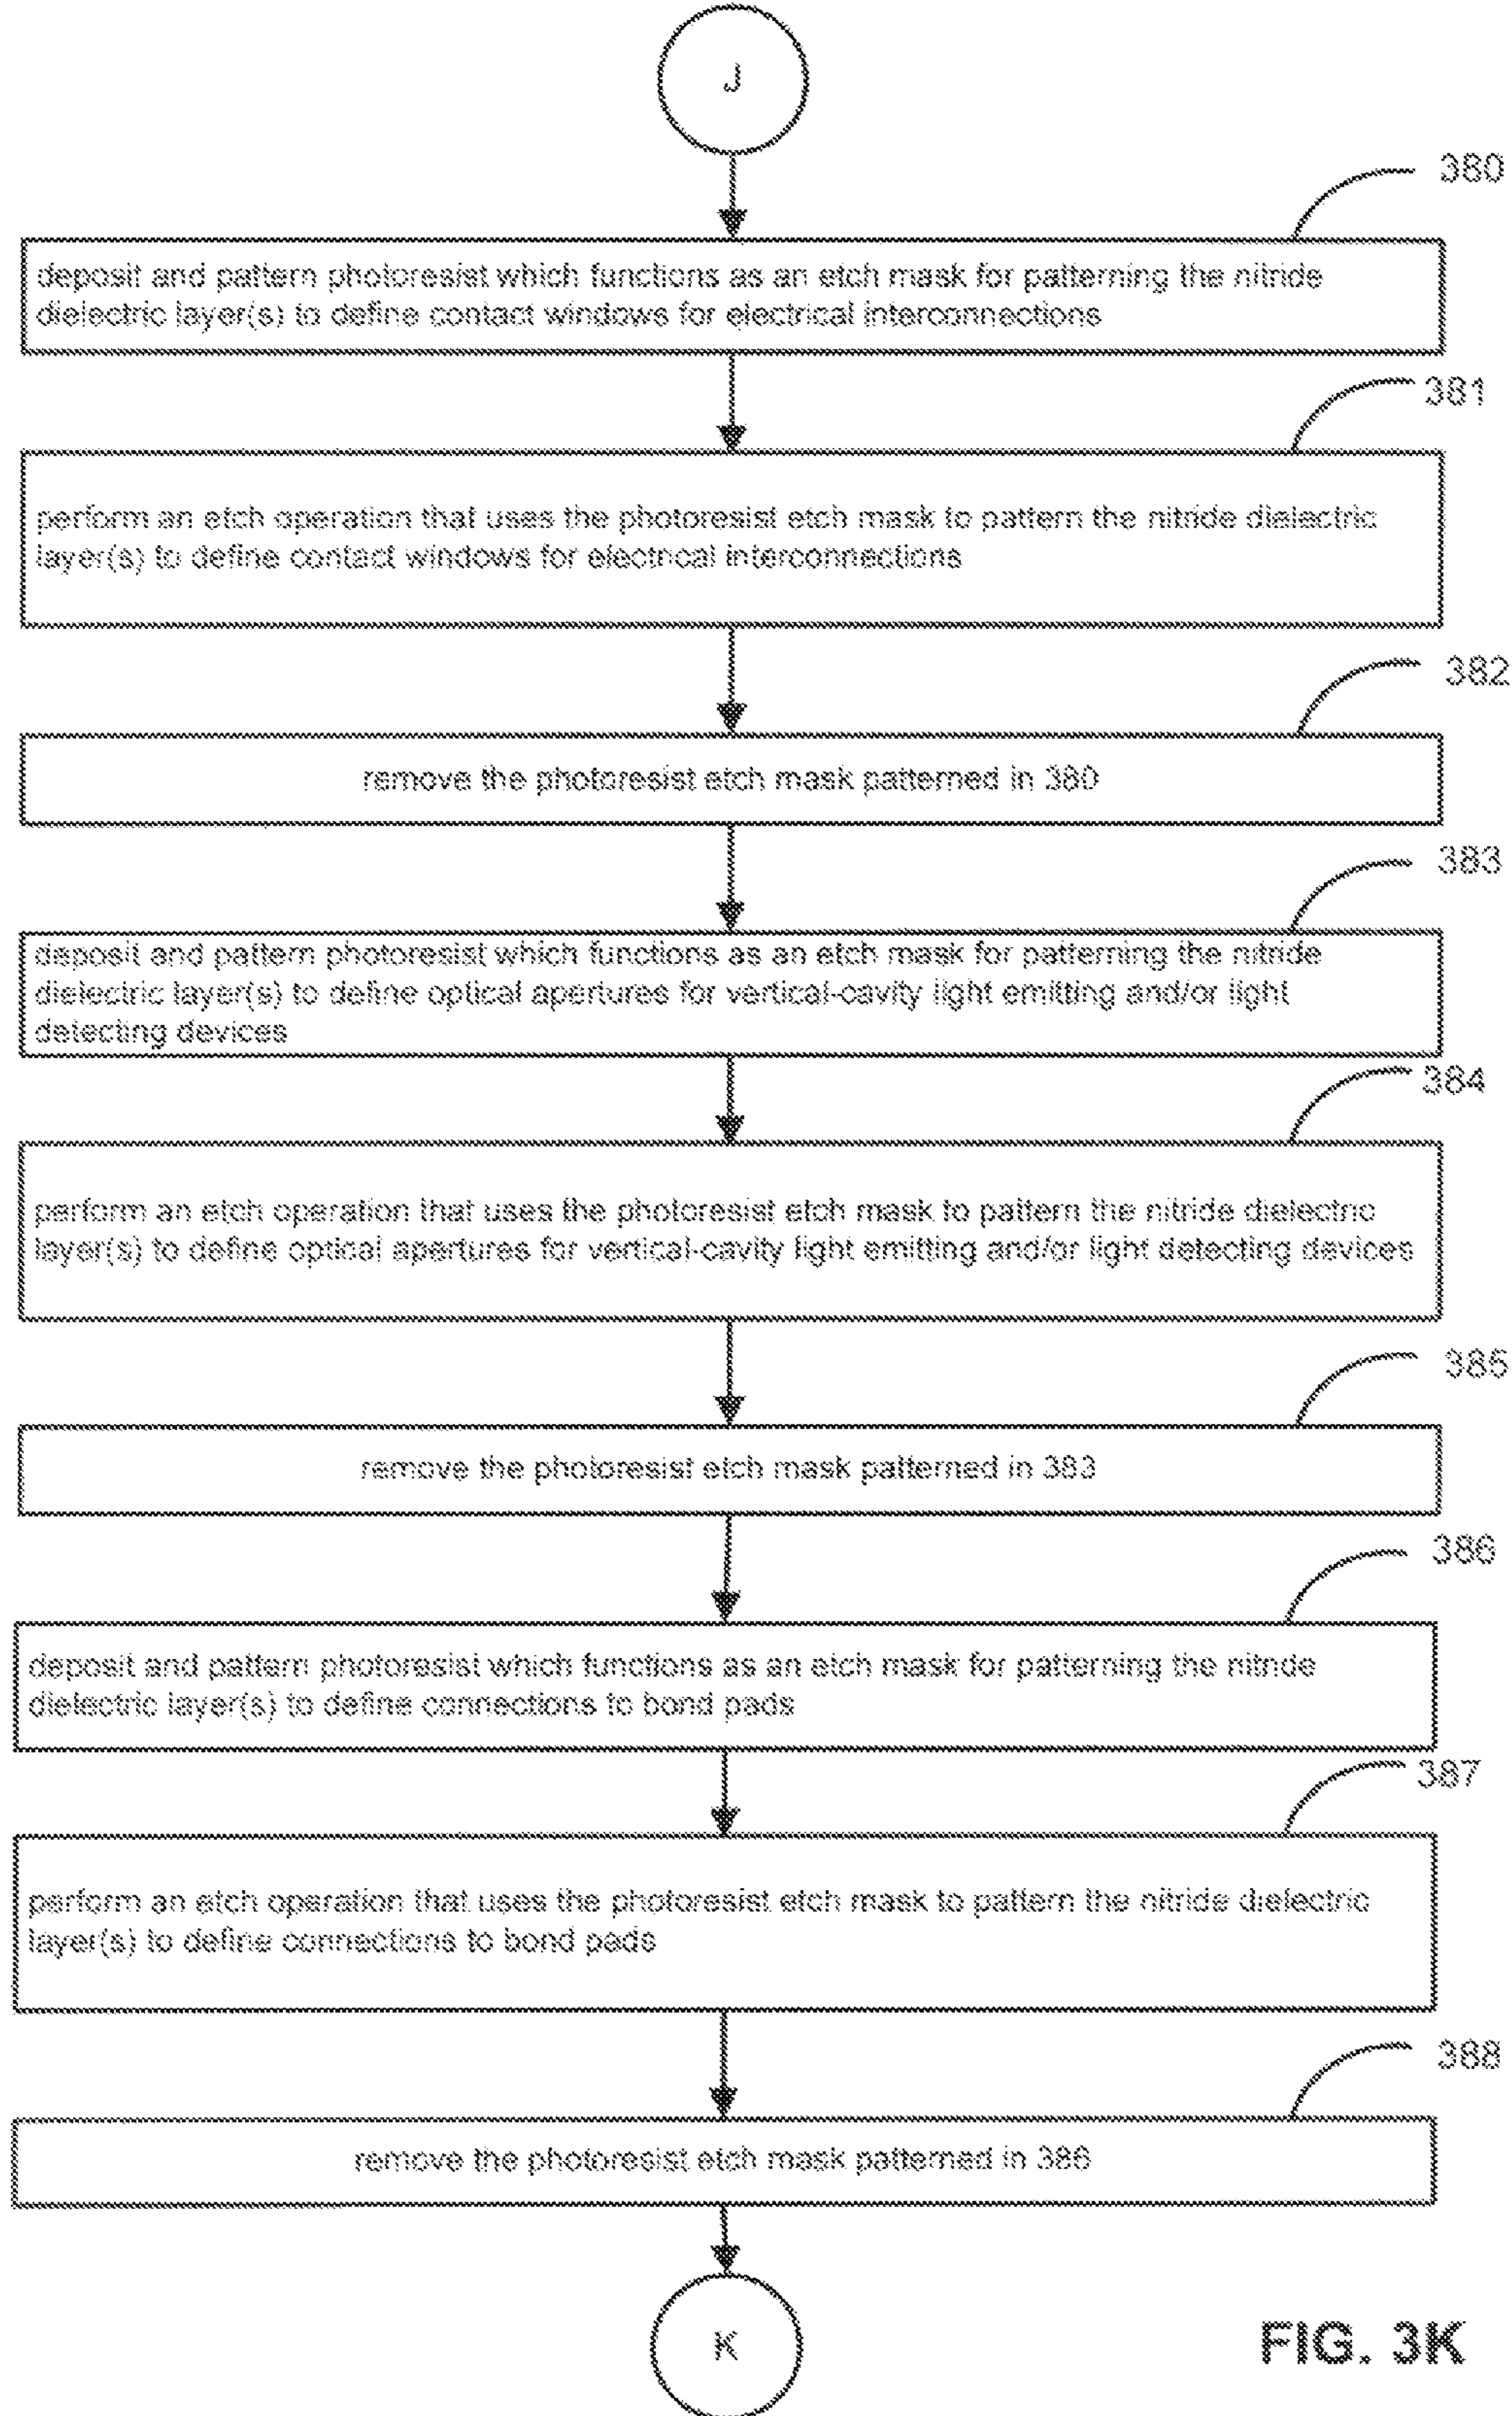 J
380
deposit and pattern photoresist which functions as an etch mask for patterning the nitride
dielectric layer(s) to define contact windows for electrical interconnections
381
perform an etch operation that uses the photoresist etch mask to pattern the nitride dielectric
layer(s) to define contact windows for electrical interconnections
382
remove the photoresist etch mask patterned in 380
383
deposit and pattern photoresist which functions as an etch mask for patterning the nitride
dielectric layer(s) to define optical apertures for vertical-cavity light emitting and/or light
detecting devices
384
perform an etch operation that uses the photoresist etch mask to pattern the nitride dielectric
layer(s) to define optical apertures for vertical-cavity light emitting and/or light detecting devices
385
remove the photoresist etch mask patterned in 383
386
deposit and pattern photoresist which functions as an etch mask for patterning the nitride
dielectric layer(s) to define connections to bond pads
387
perform an etch operation that uses the photoresist etch mask to pattern the nitride dielectric
layer(s) to define connections to bond pads
388
remove the photoresist etch mask patterned in 386
K
FIG. 3K